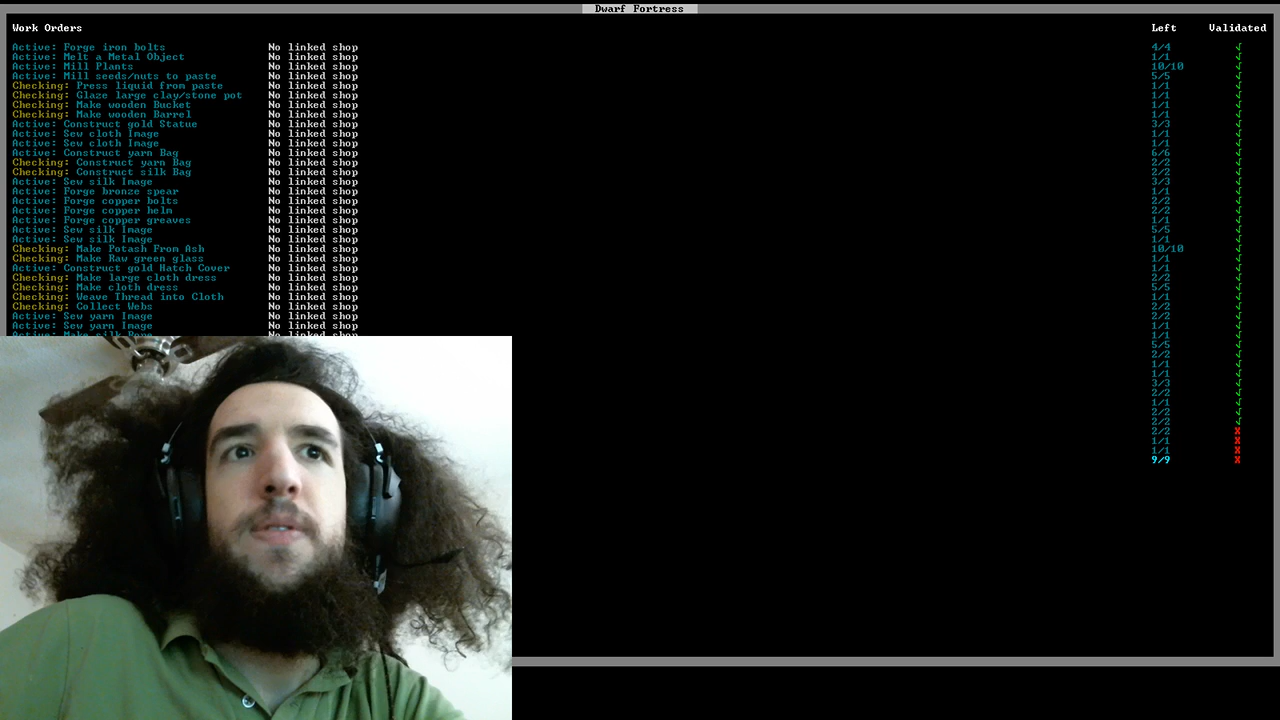 Dwarf Fortress
Work Orders Left Validated
Active: Forge iron bolts No linked shop 4/4 √
Active: Melt a Metal Object No linked shop 1/1 √
Active: Mill Plants No linked shop 10/10 √
Active: Mill seeds/nuts to paste No linked shop 5/5 √
Checking: Press liquid from paste No linked shop 1/1 √
Checking: Glaze large clay/stone pot No linked shop 1/1 √
Checking: Make wooden Bucket No linked shop 1/1 √
Checking: Make wooden Barrel No linked shop 1/1 √
Active: Construct gold Statue No linked shop 3/3 √
Active: Sew cloth Image No linked shop 1/1 √
Active: Sew cloth Image No linked shop 1/1 √
Active: Construct yarn Bag No linked shop 6/6 √
Checking: Construct yarn Bag No linked shop 2/2 √
Checking: Construct silk Bag No linked shop 2/2 √
Active: Sew silk Image No linked shop 3/3 √
Active: Forge bronze spear No linked shop 1/1 √
Active: Forge copper bolts No linked shop 2/2 √
Active: Forge copper helm No linked shop 2/2 √
Active: Forge copper greaves No linked shop 1/1 √
Active: Sew silk Image No linked shop 5/5 √
Active: Sew silk Image No linked shop 1/1 √
Checking: Make Potash From Ash No linked shop 10/10 √
Checking: Make Raw green glass No linked shop 1/1 √
Active: Construct gold Hatch Cover No linked shop 1/1 √
Checking: Make large cloth dress No linked shop 2/2 √
Checking: Make cloth dress No linked shop 5/5 √
Checking: Weave Thread into Cloth No linked shop 1/1 √
Checking: Collect Webs No linked shop 2/2 √
Active: Sew yarn Image No linked shop 2/2 √
Active: Sew yarn Image No linked shop 1/1 √
Active: Make silk Rope No linked shop 1/1 √
5/5 √
2/2 √
1/1 √
1/1 √
3/3 √
2/2 √
1/1 √
2/2 √
2/2 √
2/2 X
1/1 X
1/1 X
9/9 X